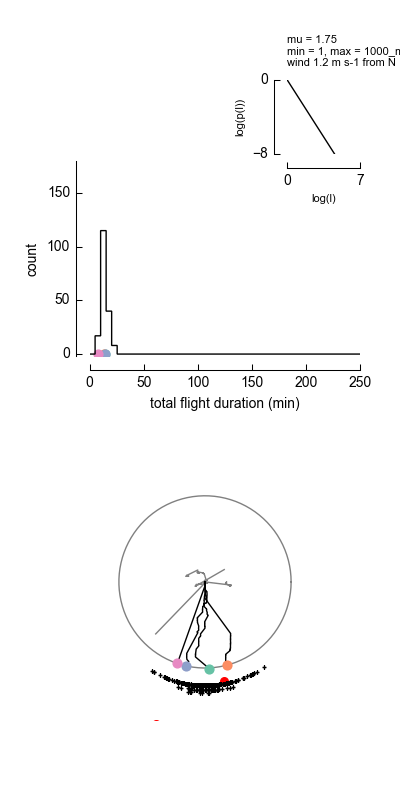 mu = 1.75
min = 1, max = 1000_m
wind 1.2 m s-1 from N
0
log(p(l))
−8
0 7
log(l)
150
100
50
0
count
0 50 100 150 200 250
total flight duration (min)